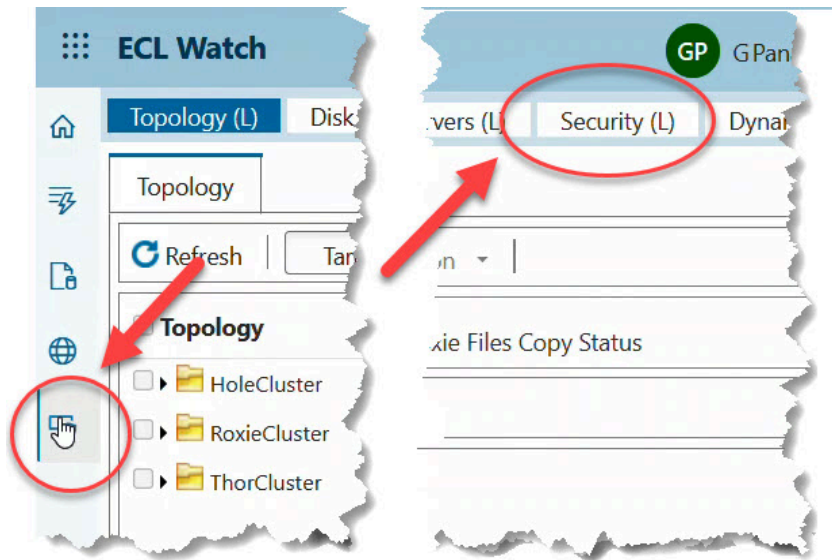 ECL Watch
GP G Pan
Topology (L) Disk
vers (L) Security (L) Dynar
Topology
Refresh Tar
on
Topology
xie Files Copy Status
HoleCluster
RoxieCluster
ThorCluster